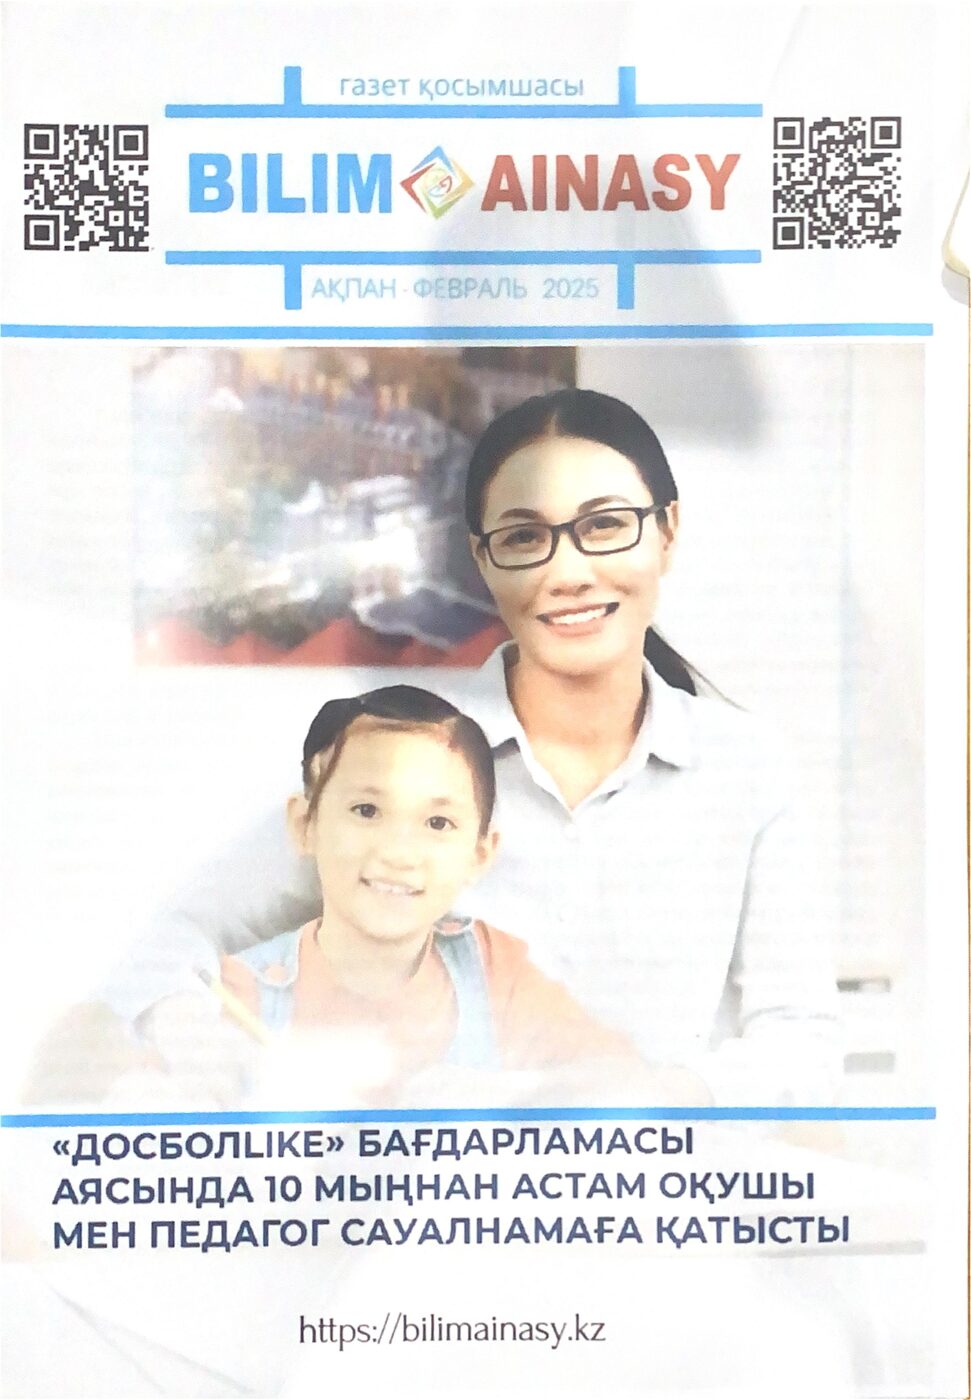 газет қосымшасы
BILIM AINASY
АҚПАН - ФЕВРАЛЬ 2025
«ДОСБОЛLIKE» БАҒДАРЛАМАСЫ
АЯСЫНДА 10 МЫҢНАН АСТАМ ОҚУШЫ
МЕН ПЕДАГОГ САУАЛНАМАҒА ҚАТЫСТЫ
https://bilimainasy.kz